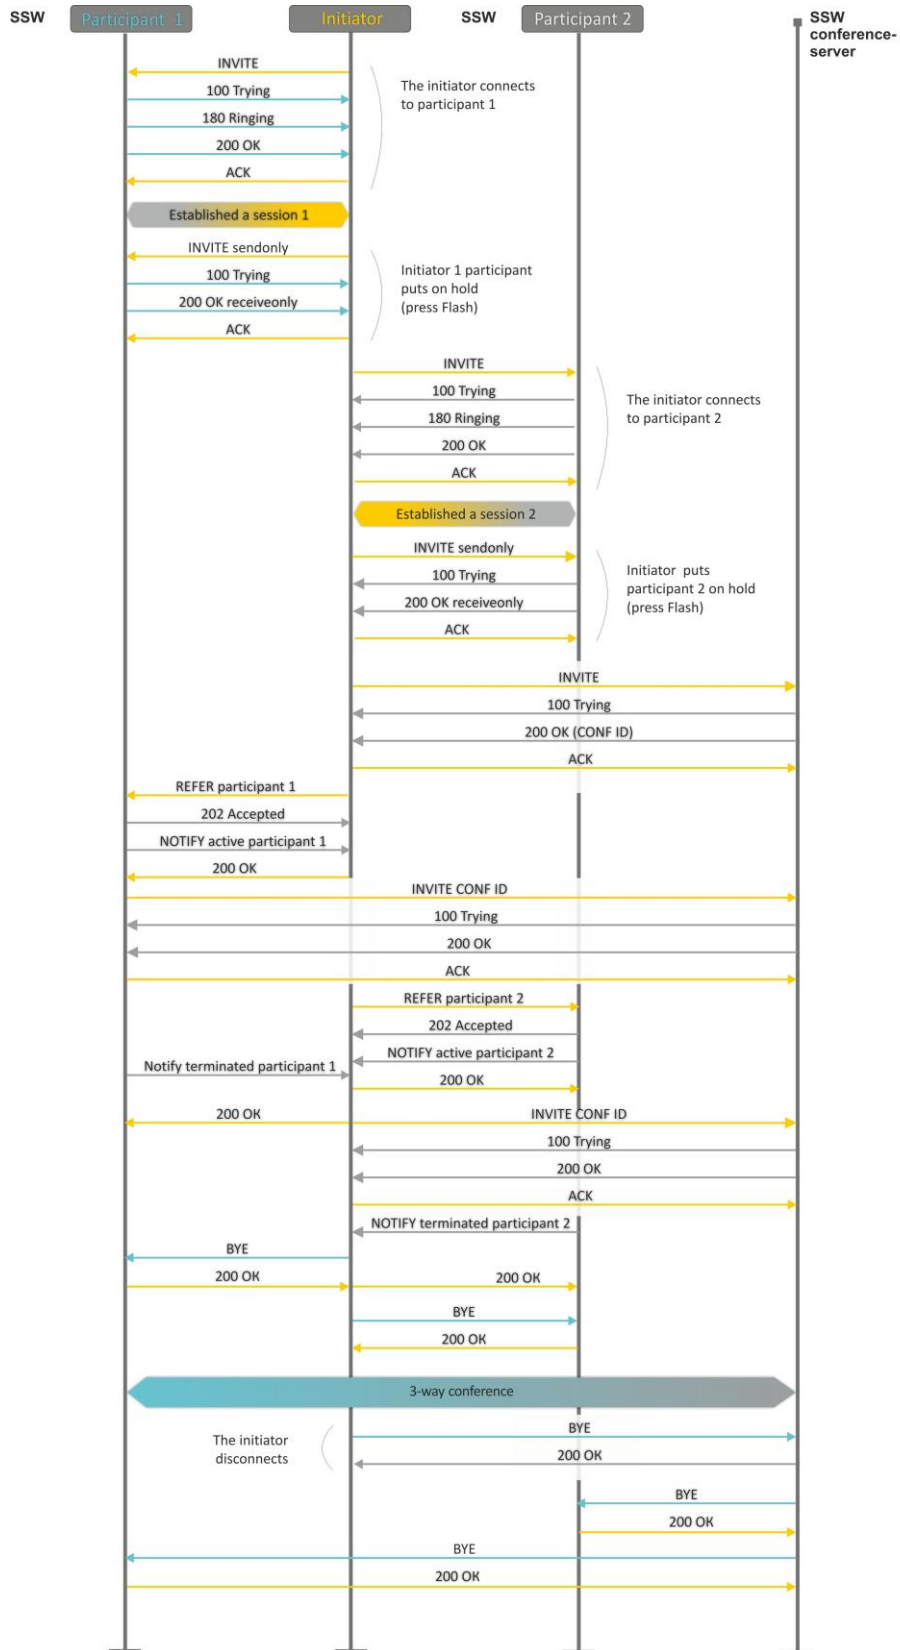 SSW
Participant 1
Initiator
SSW
Participant 2
SSW
conference-
server
INVITE
100 Trying
180 Ringing
200 OK
ACK
The initiator connects
to participant 1
Established a session 1
INVITE sendonly
100 Trying
200 OK receiveonly
ACK
Initiator 1 participant
puts on hold
(press Flash)
INVITE
100 Trying
180 Ringing
200 OK
ACK
The initiator connects
to participant 2
Established a session 2
INVITE sendonly
100 Trying
200 OK receiveonly
ACK
Initiator puts
participant 2 on hold
(press Flash)
INVITE
100 Trying
200 OK (CONF ID)
ACK
REFER participant 1
202 Accepted
NOTIFY active participant 1
200 OK
INVITE CONF ID
100 Trying
200 OK
ACK
REFER participant 2
202 Accepted
NOTIFY active participant 2
Notify terminated participant 1
200 OK
200 OK
INVITE CONF ID
100 Trying
200 OK
ACK
NOTIFY terminated participant 2
BYE
200 OK
200 OK
BYE
200 OK
3-way conference
The initiator
disconnects
BYE
200 OK
BYE
200 OK
BYE
200 OK